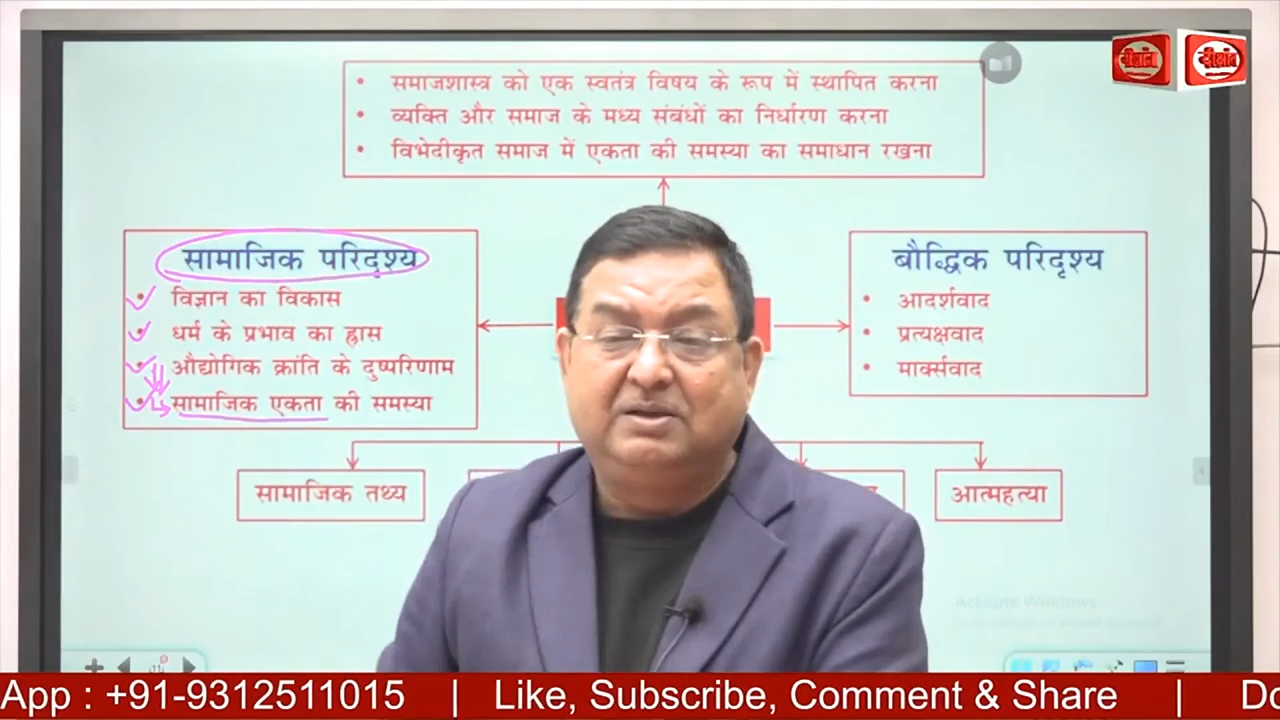 दीक्षांत
दीक्षांत
• समाजशास्त्र को एक स्वतंत्र विषय के रूप में स्थापित करना
• व्यक्ति और समाज के मध्य संबंधों का निर्धारण करना
• विभेदीकृत समाज में एकता की समस्या का समाधान रखना
सामाजिक परिदृश्य
• विज्ञान का विकास
• धर्म के प्रभाव का ह्रास
• औद्योगिक क्रांति के दुष्परिणाम
• सामाजिक एकता की समस्या
बौद्धिक परिदृश्य
• आदर्शवाद
• प्रत्यक्षवाद
• मार्क्सवाद
सामाजिक तथ्य
आत्महत्या
Activate Windows
App : +91-9312511015 | Like, Subscribe, Comment & Share |